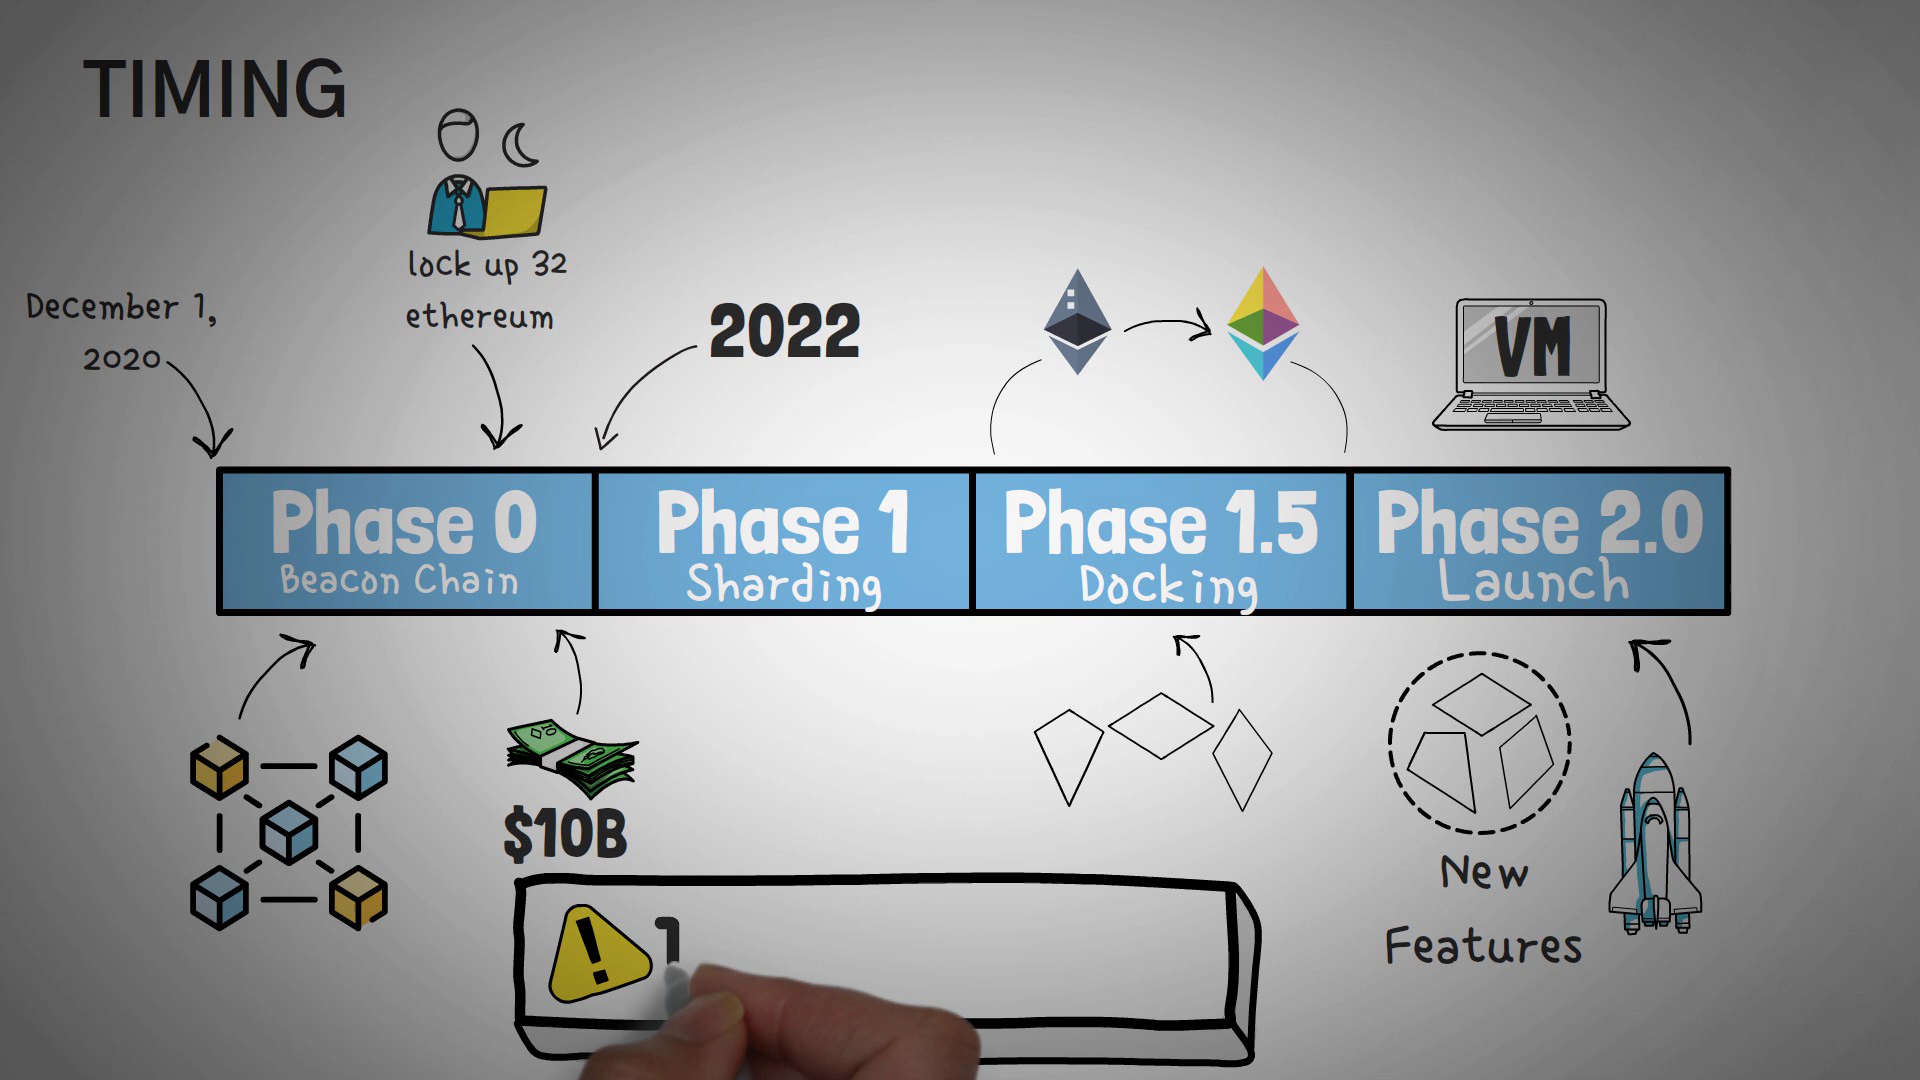 TIMING
lock up 32
ethereum
December 1,
2020
2022
VM
Phase 0
Beacon Chain
Phase 1
Sharding
Phase 1.5
Docking
Phase 2.0
Launch
$10B
New
Features
1